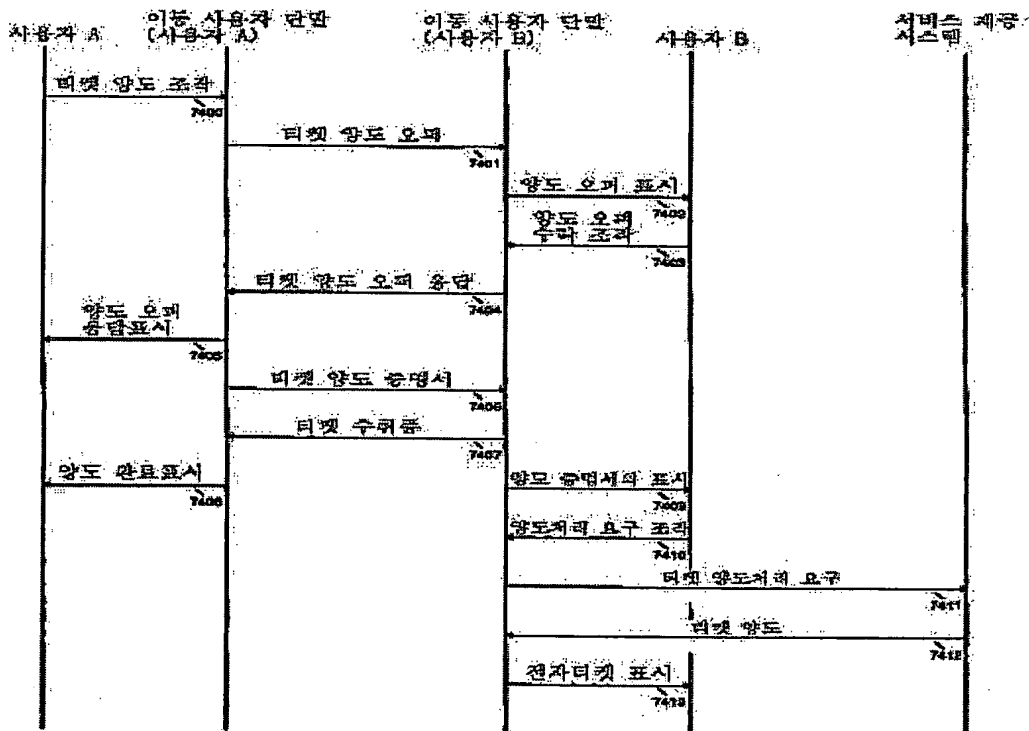 사용자 A
이동 사용자 단말
(사용자 A)
이동 사용자 단말
(사용자 B)
사용자 B
서비스 제공
시스템
티켓 양도 조작
7400
티켓 양도 오퍼
7401
양도 오퍼 표시
7402
양도 오퍼
수락 조작
7403
티켓 양도 오퍼 응답
7404
양도 오퍼
응답표시
7405
티켓 양도 증명서
7406
티켓 수취증
7407
양도 완료표시
7408
양도 증명서의 표시
7409
양도처리 요구 조작
7410
티켓 양도처리 요구
7411
티켓 양도
7412
전자티켓 표시
7413